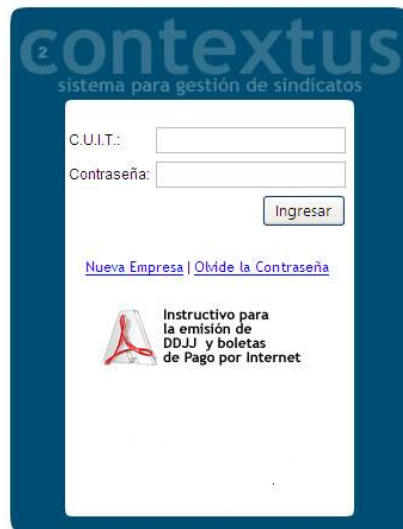 contextus
2
sistema para gestión de sindicatos
C.U.I.T.:
Contraseña:
Ingresar
Nueva Empresa | Olvide la Contraseña
Instructivo para
la emisión de
DDJJ y boletas
de Pago por Internet